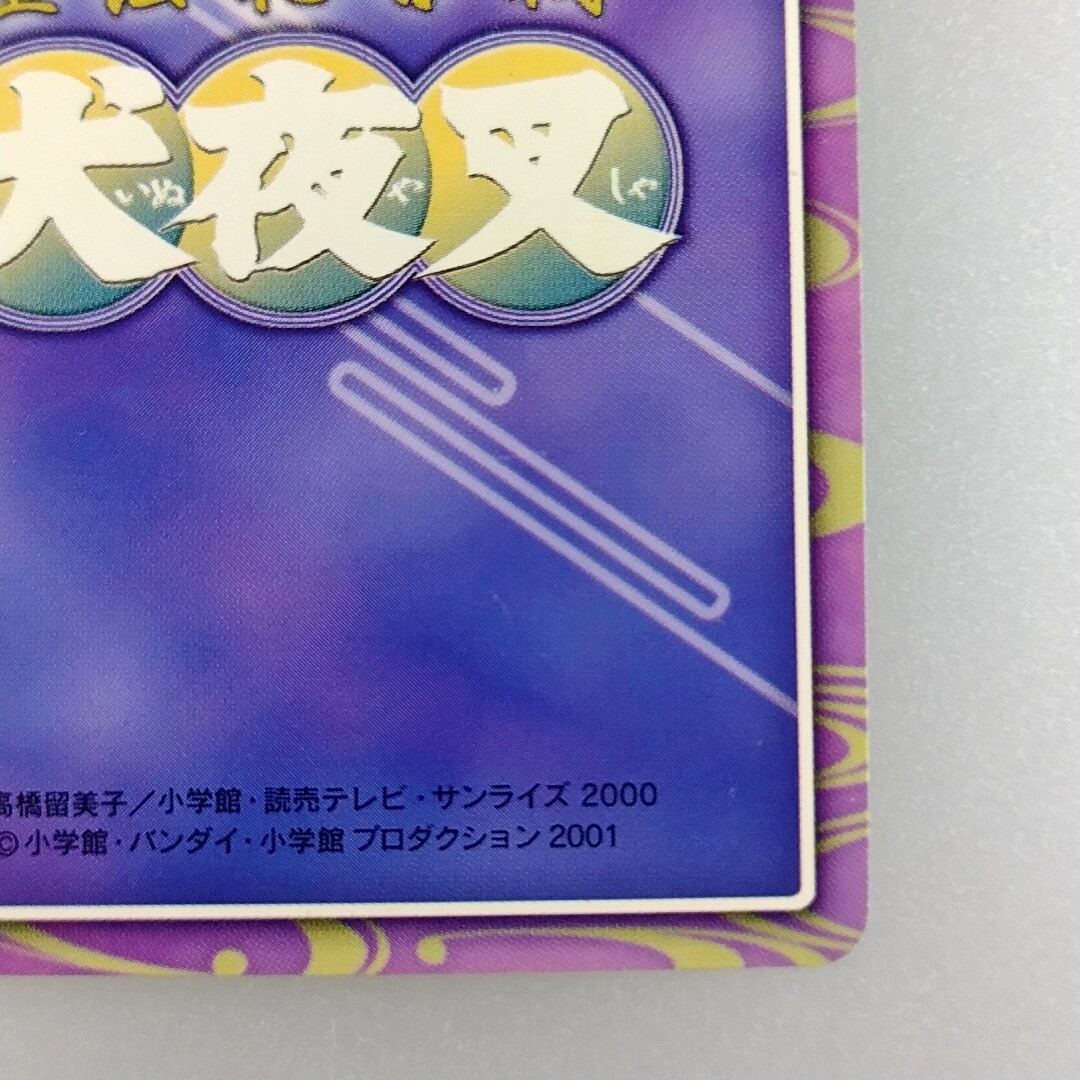 犬夜叉
いぬ や しゃ
高橋留美子／小学館・読売テレビ・サンライズ 2000
©小学館・バンダイ・小学館 プロダクション 2001